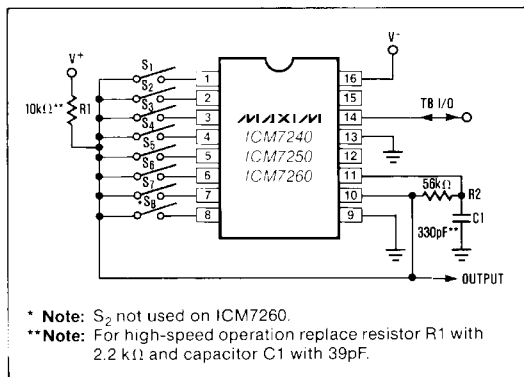 V+
10kΩ** R1
S1
S2
S3
S4
S5
S6
S7
*S8
1
2
3
4
5
6
7
8
MAXIM
ICM7240
ICM7250
ICM7260
16
15
14
13
12
11
10
9
V-
TB I/O
56kΩ
R2
C1
330pF**
OUTPUT
* Note: S2 not used on ICM7260.
**Note: For high-speed operation replace resistor R1 with
2.2 kΩ and capacitor C1 with 39pF.